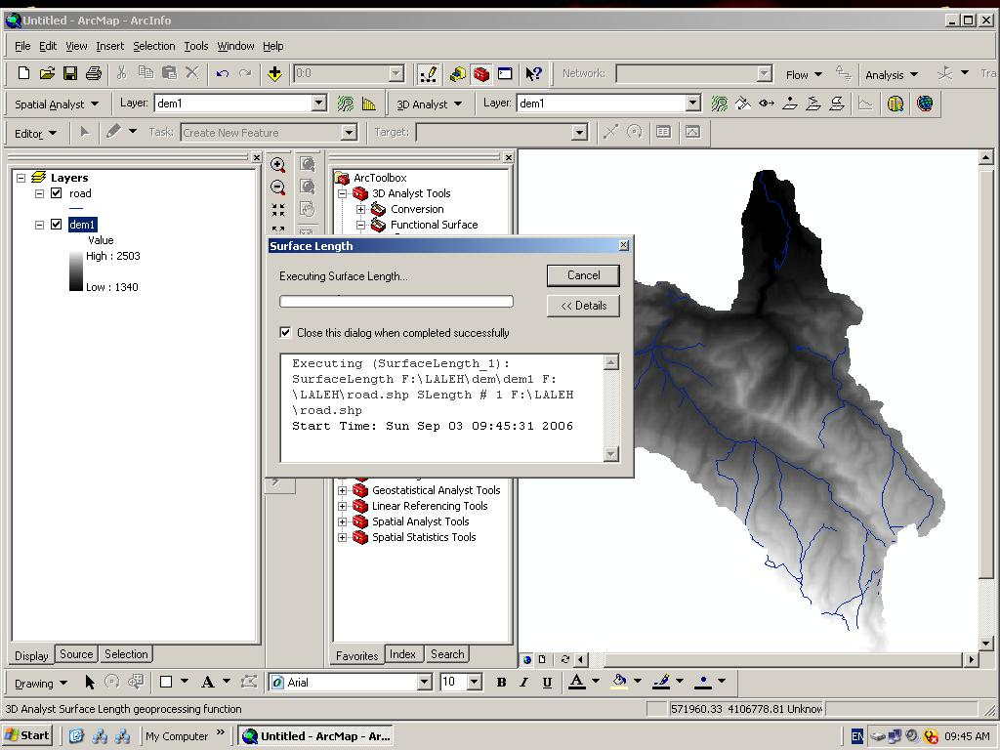 Untitled - ArcMap - ArcInfo
File Edit View Insert Selection Tools Window Help
0:0 Network: Flow Analysis Tra
Spatial Analyst Layer: dem1 3D Analyst Layer: dem1
Editor Task: Create New Feature Target:
Layers
road
dem1
Value
High : 2503
Low : 1340
ArcToolbox
3D Analyst Tools
Conversion
Functional Surface
Surface Length
Executing Surface Length...
Cancel
<< Details
Close this dialog when completed successfully
Executing (SurfaceLength_1):
SurfaceLength F:\LALEH\dem\dem1 F:
\LALEH\road.shp SLength # 1 F:\LALEH
\road.shp
Start Time: Sun Sep 03 09:45:31 2006
Geostatistical Analyst Tools
Linear Referencing Tools
Spatial Analyst Tools
Spatial Statistics Tools
Display Source Selection
Favorites Index Search
Drawing A Arial 10 B I U A
3D Analyst Surface Length geoprocessing function
571960.33 4106778.81 Unknow
Start My Computer » Untitled - ArcMap - Ar... EN 09:45 AM